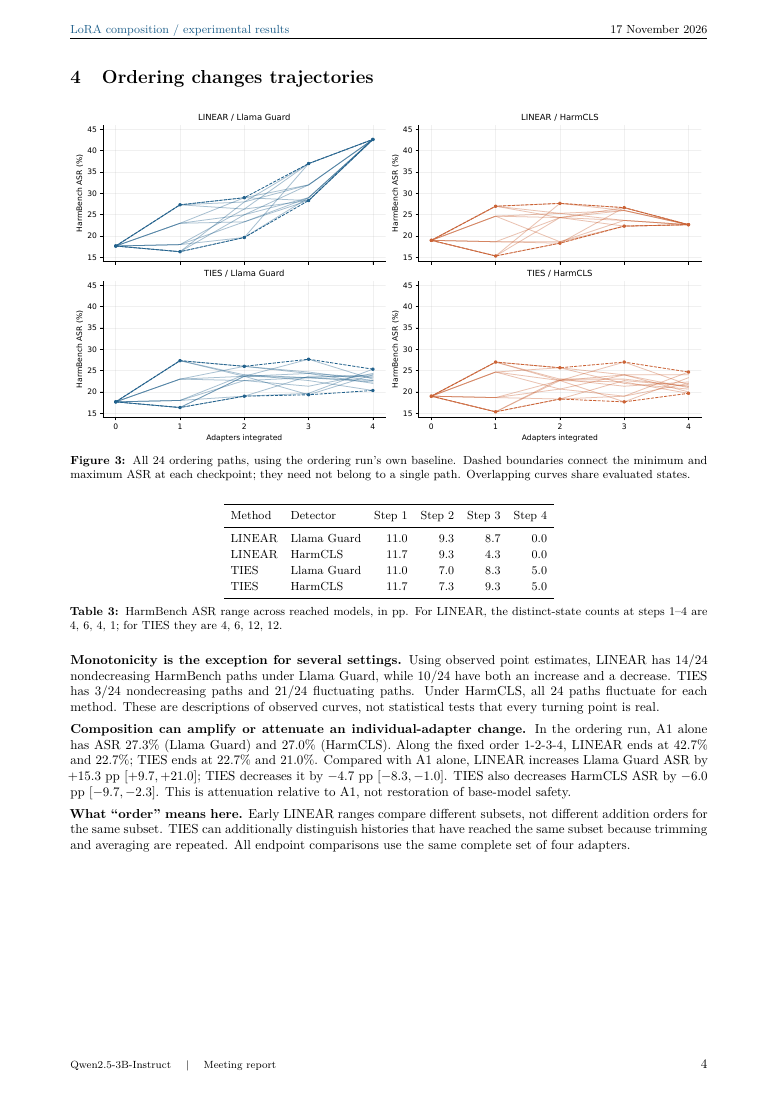 LoRA composition / experimental results
17 November 2026
4 Ordering changes trajectories
LINEAR / Llama Guard
HarmBench ASR (%)
45
40
35
30
25
20
15
LINEAR / HarmCLS
HarmBench ASR (%)
45
40
35
30
25
20
15
TIES / Llama Guard
HarmBench ASR (%)
45
40
35
30
25
20
15
0 1 2 3 4
Adapters integrated
TIES / HarmCLS
HarmBench ASR (%)
45
40
35
30
25
20
15
0 1 2 3 4
Adapters integrated
Figure 3: All 24 ordering paths, using the ordering run's own baseline. Dashed boundaries connect the minimum and
maximum ASR at each checkpoint; they need not belong to a single path. Overlapping curves share evaluated states.
Method Detector Step 1 Step 2 Step 3 Step 4
LINEAR Llama Guard 11.0 9.3 8.7 0.0
LINEAR HarmCLS 11.7 9.3 4.3 0.0
TIES Llama Guard 11.0 7.0 8.3 5.0
TIES HarmCLS 11.7 7.3 9.3 5.0
Table 3: HarmBench ASR range across reached models, in pp. For LINEAR, the distinct-state counts at steps 1–4 are
4, 6, 4, 1; for TIES they are 4, 6, 12, 12.
Monotonicity is the exception for several settings. Using observed point estimates, LINEAR has 14/24
nondecreasing HarmBench paths under Llama Guard, while 10/24 have both an increase and a decrease. TIES
has 3/24 nondecreasing paths and 21/24 fluctuating paths. Under HarmCLS, all 24 paths fluctuate for each
method. These are descriptions of observed curves, not statistical tests that every turning point is real.
Composition can amplify or attenuate an individual-adapter change. In the ordering run, A1 alone
has ASR 27.3% (Llama Guard) and 27.0% (HarmCLS). Along the fixed order 1-2-3-4, LINEAR ends at 42.7%
and 22.7%; TIES ends at 22.7% and 21.0%. Compared with A1 alone, LINEAR increases Llama Guard ASR by
+15.3 pp [+9.7, +21.0]; TIES decreases it by −4.7 pp [−8.3, −1.0]. TIES also decreases HarmCLS ASR by −6.0
pp [−9.7, −2.3]. This is attenuation relative to A1, not restoration of base-model safety.
What “order” means here. Early LINEAR ranges compare different subsets, not different addition orders for
the same subset. TIES can additionally distinguish histories that have reached the same subset because trimming
and averaging are repeated. All endpoint comparisons use the same complete set of four adapters.
Qwen2.5-3B-Instruct | Meeting report
4